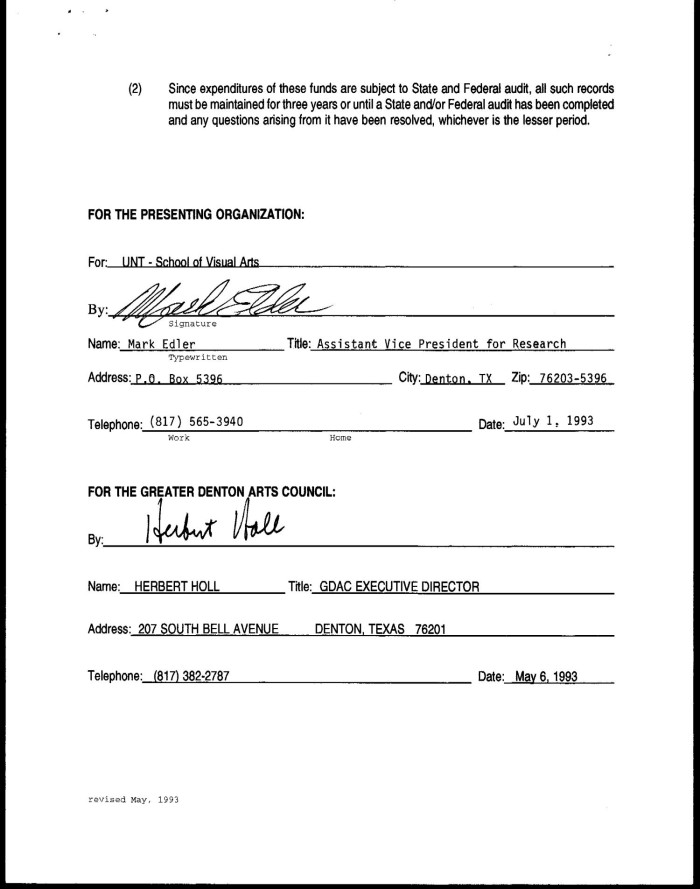 (2) Since expenditures of these funds are subject to State and Federal audit, all such records
must be maintained for three years or until a State and/or Federal audit has been completed
and any questions arising from it have been resolved, whichever is the lesser period.
FOR THE PRESENTING ORGANIZATION:
For: UNT - School of Visual Arts
By: Mark Elder
Signature
Name: Mark Edler Title: Assistant Vice President for Research
Typewritten
Address: P.O. Box 5396 City: Denton, TX Zip: 76203-5396
Telephone: (817) 565-3940 Date: July 1, 1993
Work Home
FOR THE GREATER DENTON ARTS COUNCIL:
By: Herbert Holl
Name: HERBERT HOLL Title: GDAC EXECUTIVE DIRECTOR
Address: 207 SOUTH BELL AVENUE DENTON, TEXAS 76201
Telephone: (817) 382-2787 Date: May 6, 1993
revised May, 1993